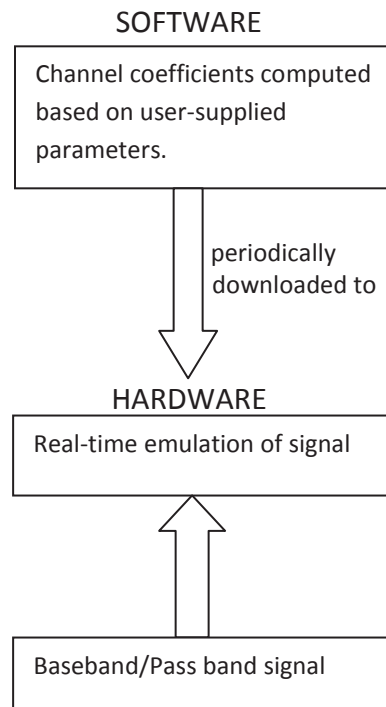 SOFTWARE
Channel coefficients computed
based on user-supplied
parameters.
periodically
downloaded to
HARDWARE
Real-time emulation of signal
Baseband/Pass band signal